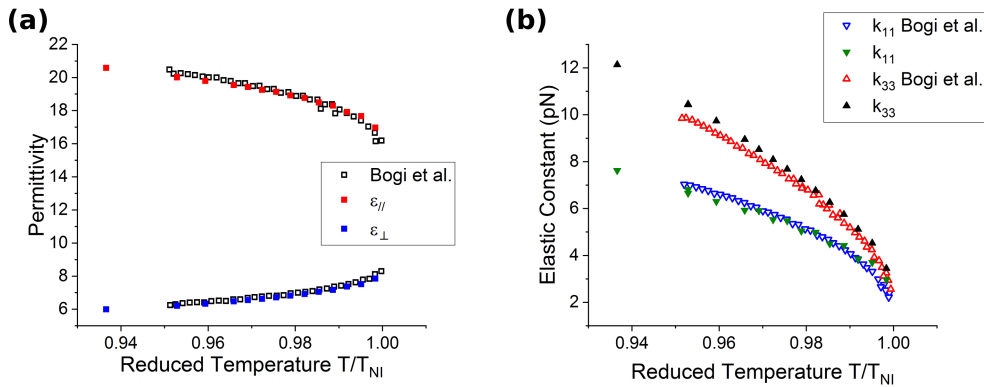 (a)
22
20
18
16
14
12
10
8
6
Permittivity
Bogi et al.
ε//
ε⊥
0.94
0.96
0.98
1.00
Reduced Temperature T/T_NI
(b)
k₁₁ Bogi et al.
k₁₁
k₃₃ Bogi et al.
k₃₃
12
10
8
6
4
2
Elastic Constant (pN)
0.94
0.96
0.98
1.00
Reduced Temperature T/T_NI